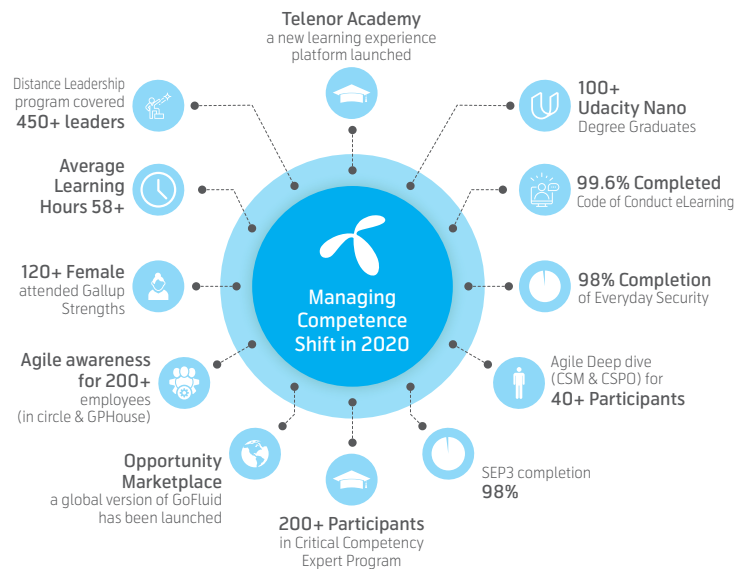 Telenor Academy
a new learning experience
platform launched
100+
Udacity Nano
Degree Graduates
99.6% Completed
Code of Conduct eLearning
98% Completion
of Everyday Security
Agile Deep dive
(CSM & CSPO) for
40+ Participants
SEP3 completion
98%
200+ Participants
in Critical Competency
Expert Program
Opportunity
Marketplace
a global version of GoFluid
has been launched
Agile awareness
for 200+
employees
(in circle & GPHouse)
120+ Female
attended Gallup
Strengths
Average
Learning
Hours 58+
Distance Leadership
program covered
450+ leaders
Managing
Competence
Shift in 2020